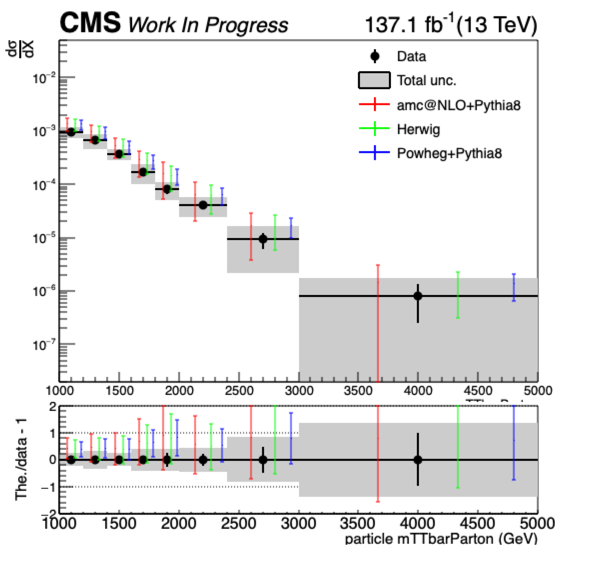 CMS Work In Progress 137.1 fb-1(13 TeV)
dσ
dX
Data
Total unc.
amc@NLO+Pythia8
Herwig
Powheg+Pythia8
10-2
10-3
10-4
10-5
10-6
10-7
1000 1500 2000 2500 3000 3500 4000 4500 5000
The./data - 1
2
1
0
−1
−2
1000 1500 2000 2500 3000 3500 4000 4500 5000
particle mTTbarParton (GeV)